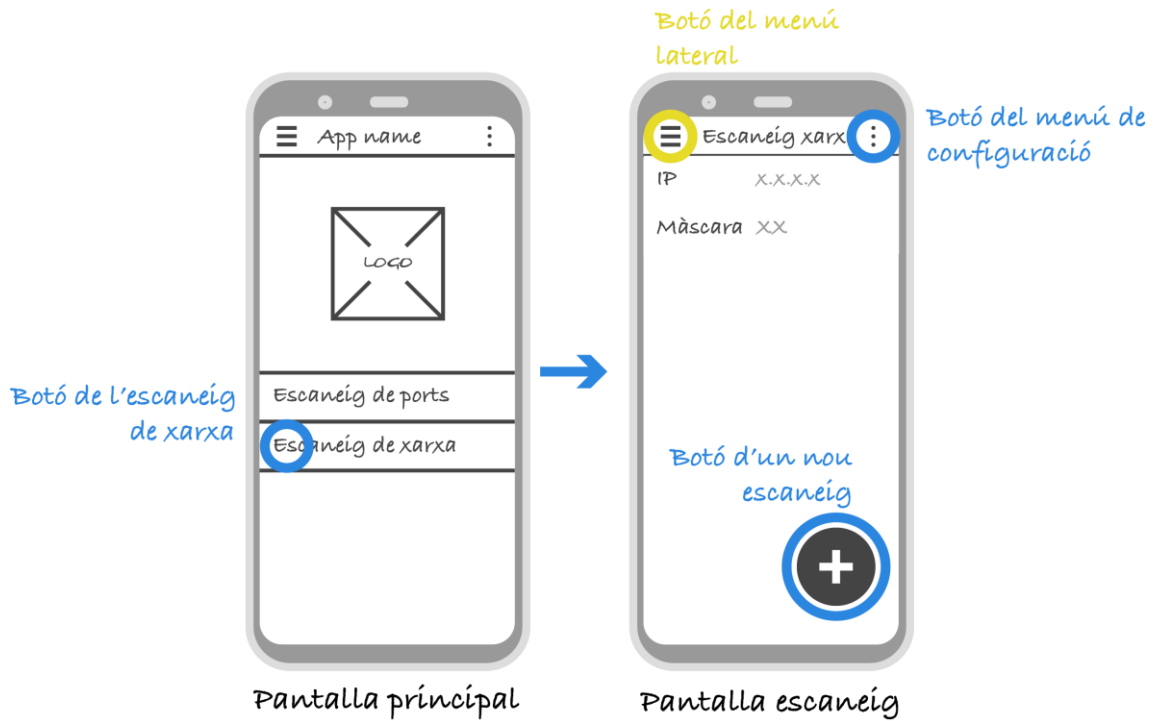 Botó del menú
lateral
Botó del menú de
configuració
App name
LOGO
Escaneig de ports
Escaneig de xarxa
Botó de l'escaneig
de xarxa
Escaneig xarx
IP x.x.x.x
Màscara xx
Botó d'un nou
escaneig
Pantalla principal
Pantalla escaneig